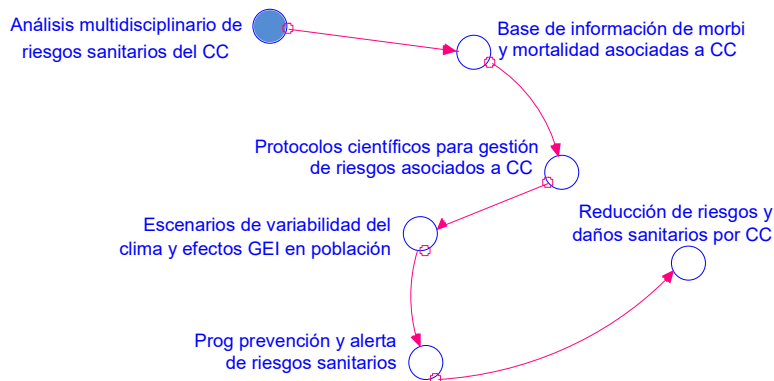 Análisis multidisciplinario de
riesgos sanitarios del CC
Base de información de morbi
y mortalidad asociadas a CC
Protocolos científicos para gestión
de riesgos asociados a CC
Escenarios de variabilidad del
clima y efectos GEI en población
Reducción de riesgos y
daños sanitarios por CC
Prog prevención y alerta
de riesgos sanitarios